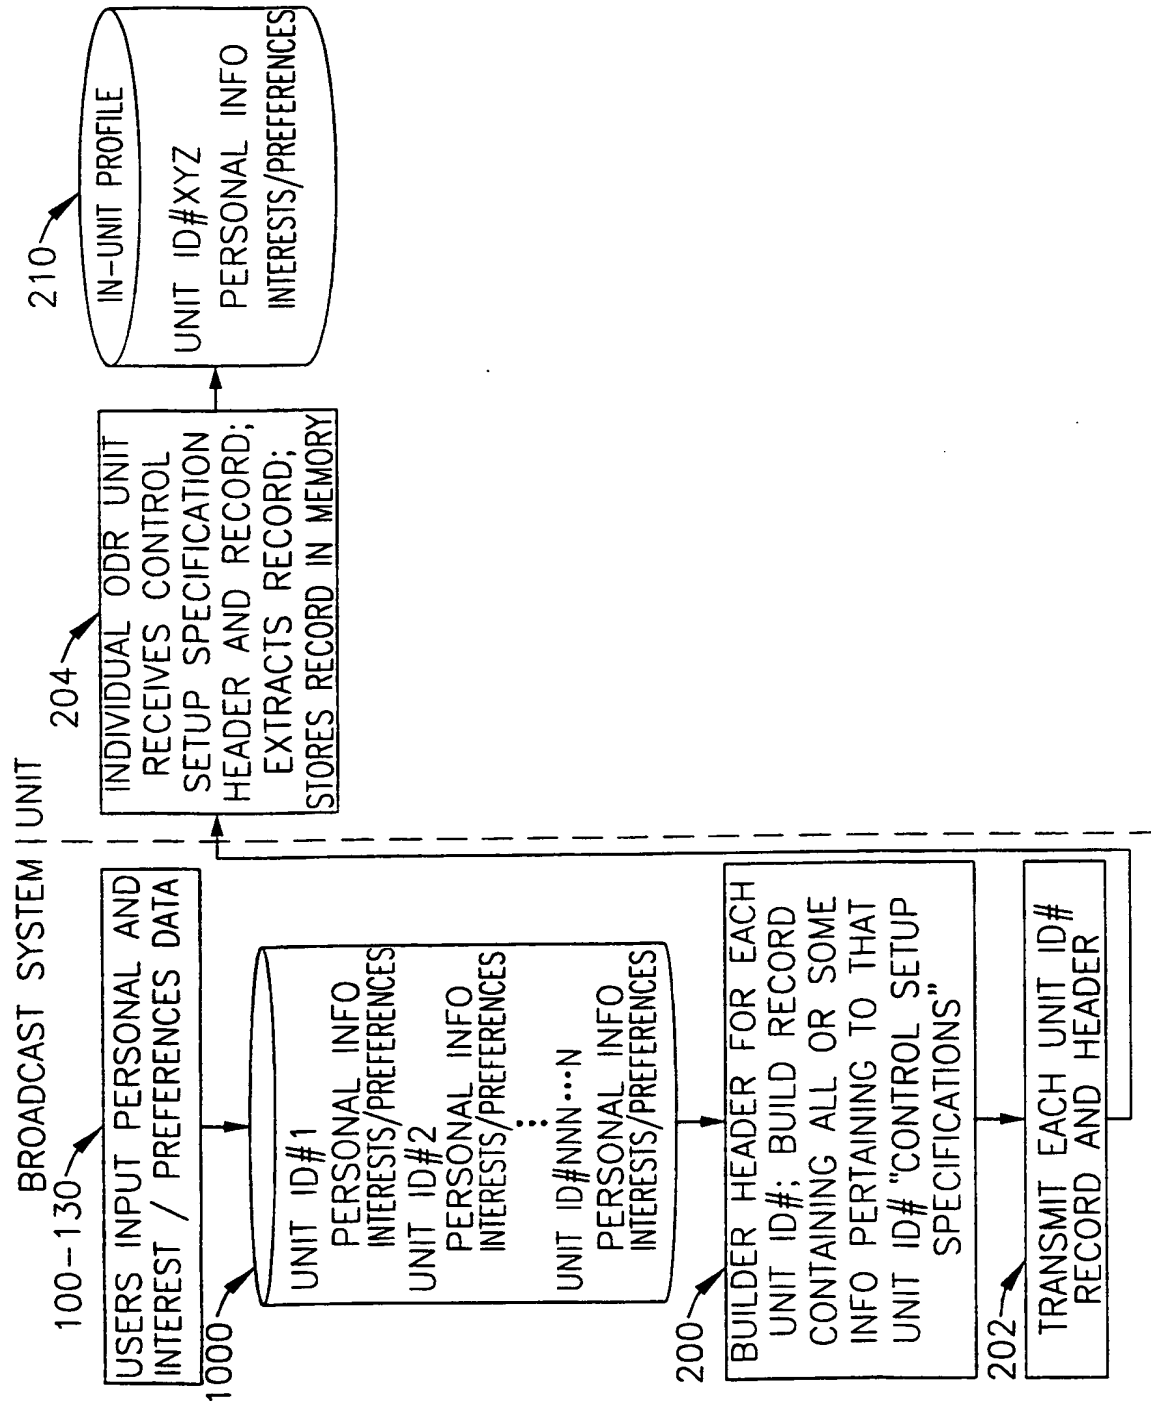 BROADCAST SYSTEM | UNIT
100-130
USERS INPUT PERSONAL AND
INTEREST / PREFERENCES DATA
1000
UNIT ID#1
PERSONAL INFO
INTERESTS/PREFERENCES
UNIT ID#2
PERSONAL INFO
INTERESTS/PREFERENCES
UNIT ID#NNN•••N
PERSONAL INFO
INTERESTS/PREFERENCES
200
BUILDER HEADER FOR EACH
UNIT ID#; BUILD RECORD
CONTAINING ALL OR SOME
INFO PERTAINING TO THAT
UNIT ID# "CONTROL SETUP
SPECIFICATIONS"
202
TRANSMIT EACH UNIT ID#
RECORD AND HEADER
204
INDIVIDUAL ODR UNIT
RECEIVES CONTROL
SETUP SPECIFICATION
HEADER AND RECORD;
EXTRACTS RECORD;
STORES RECORD IN MEMORY
210
IN-UNIT PROFILE
UNIT ID#XYZ
PERSONAL INFO
INTERESTS/PREFERENCES